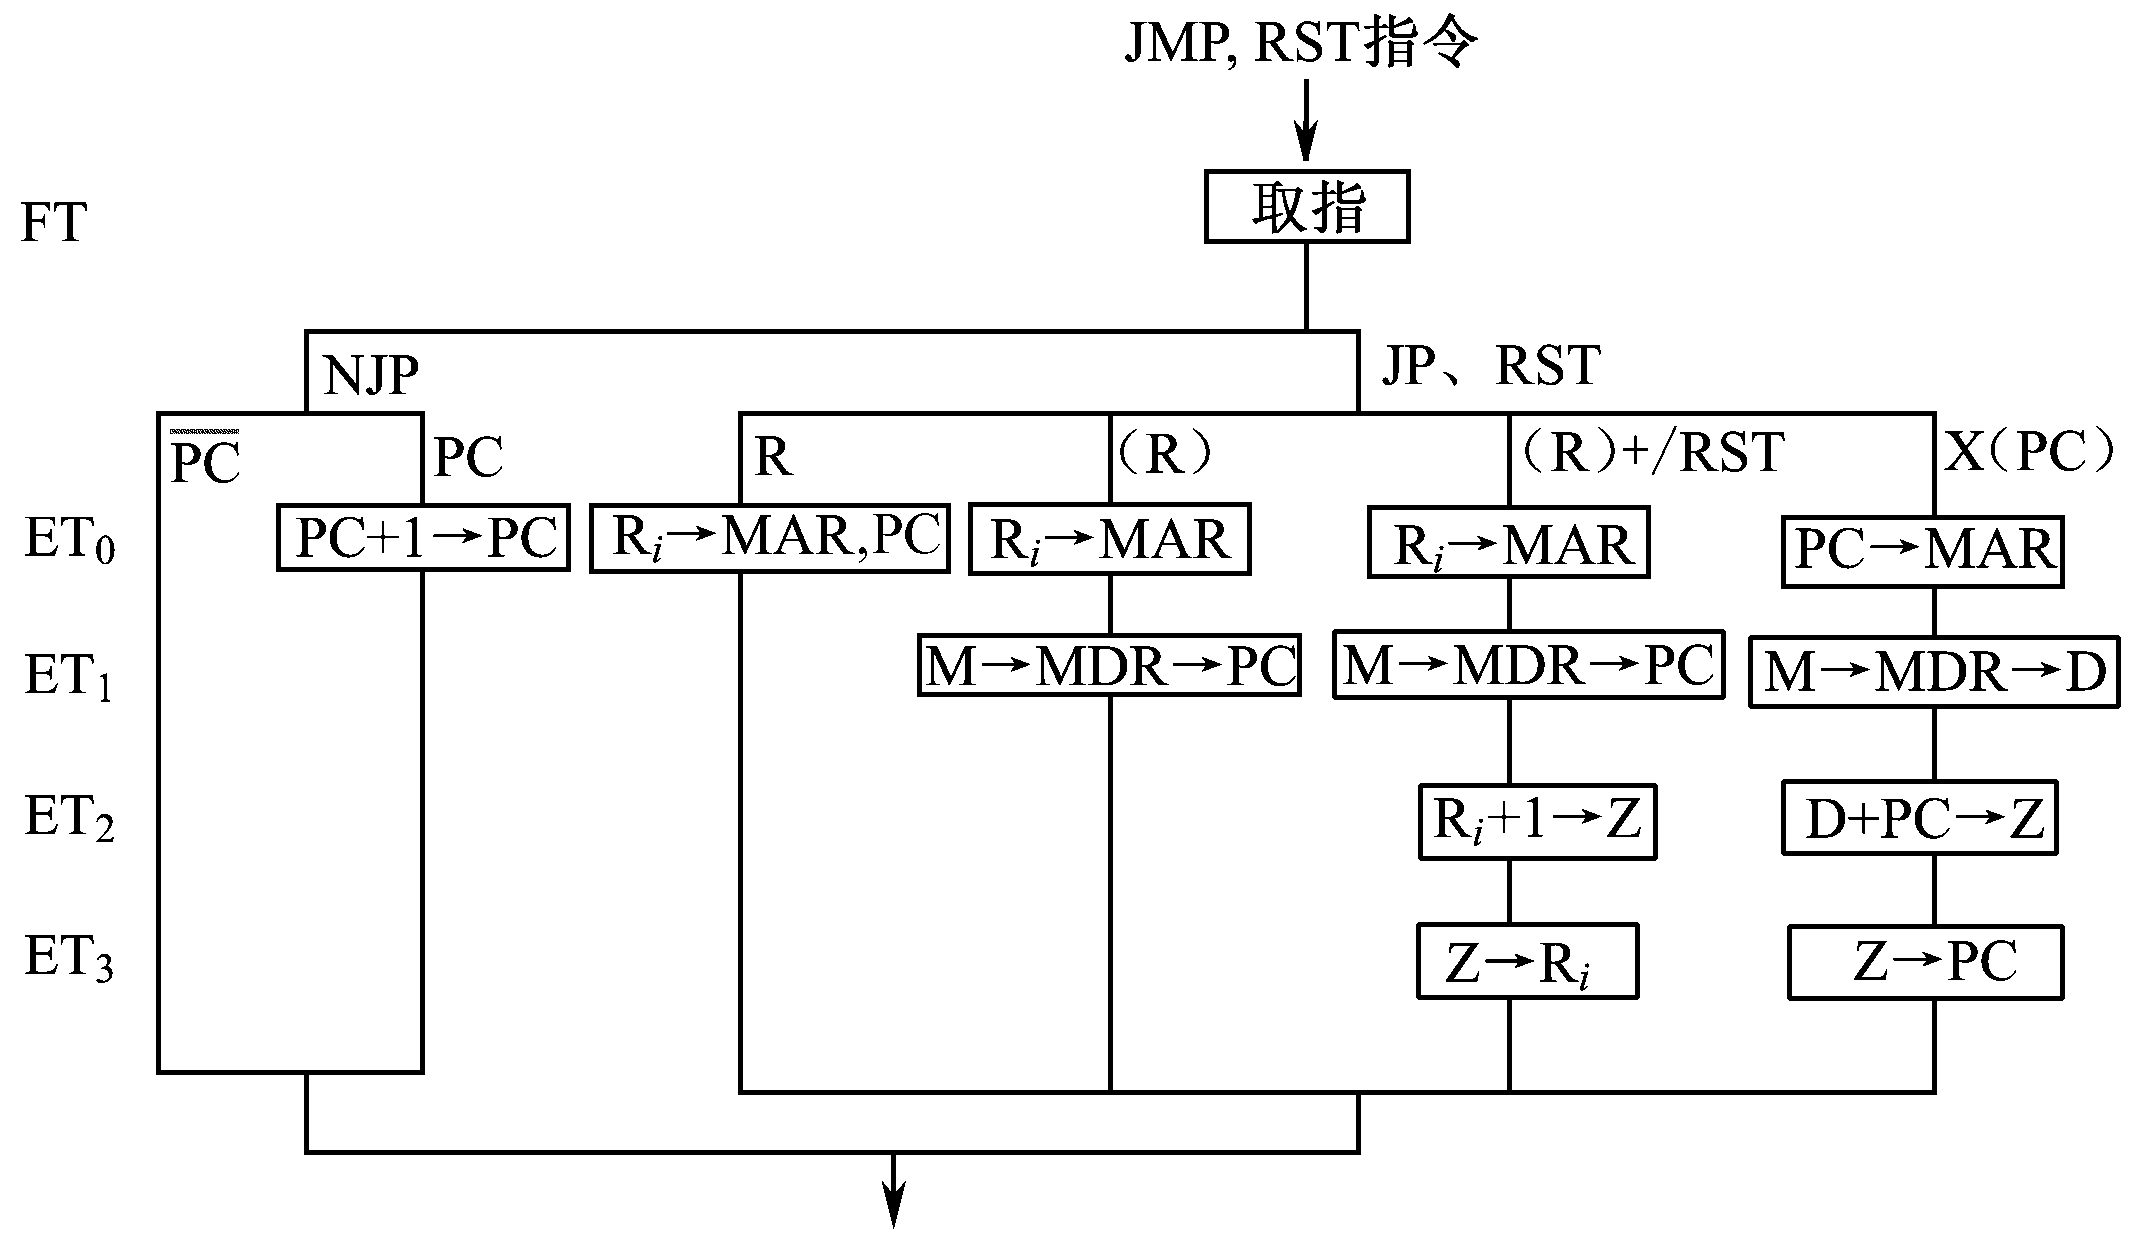 JMP, RST指令
FT 取指
NJP JP、RST
P̅C̅ PC R （R） （R）+/RST X（PC）
ET₀ PC+1→PC Rᵢ→MAR,PC Rᵢ→MAR Rᵢ→MAR PC→MAR
ET₁ M→MDR→PC M→MDR→PC M→MDR→D
ET₂ Rᵢ+1→Z D+PC→Z
ET₃ Z→Rᵢ Z→PC